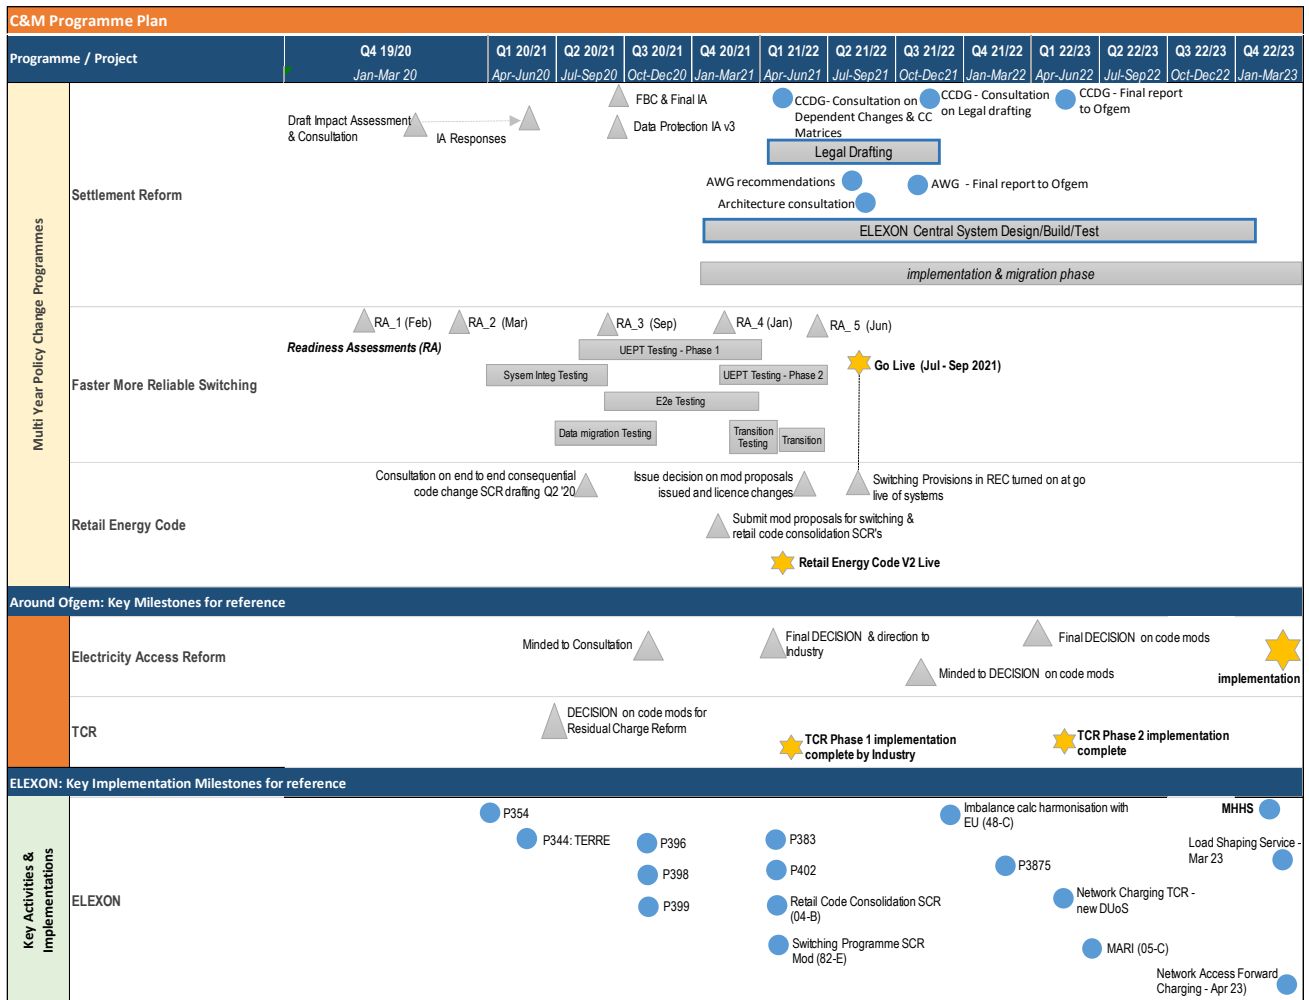 C&M Programme Plan
Programme / Project
Q4 19/20
Q1 20/21
Q2 20/21
Q3 20/21
Q4 20/21
Q1 21/22
Q2 21/22
Q3 21/22
Q4 21/22
Q1 22/23
Q2 22/23
Q3 22/23
Q4 22/23
Jan-Mar 20
Apr-Jun20
Jul-Sep20
Oct-Dec20
Jan-Mar21
Apr-Jun21
Jul-Sep21
Oct-Dec21
Jan-Mar22
Apr-Jun22
Jul-Sep22
Oct-Dec22
Jan-Mar23
Multi Year Policy Change Programmes
Settlement Reform
Draft Impact Assessment
& Consultation
IA Responses
FBC & Final IA
Data Protection IA v3
CCDG- Consultation on
Dependent Changes & CC
Matrices
CCDG - Consultation
on Legal drafting
CCDG - Final report
to Ofgem
Legal Drafting
AWG recommendations
AWG - Final report to Ofgem
Architecture consultation
ELEXON Central System Design/Build/Test
implementation & migration phase
Faster More Reliable Switching
RA_1 (Feb)
RA_2 (Mar)
RA_3 (Sep)
RA_4 (Jan)
RA_ 5 (Jun)
Readiness Assessments (RA)
UEPT Testing - Phase 1
Sysem Integ Testing
UEPT Testing - Phase 2
Go Live (Jul - Sep 2021)
E2e Testing
Data migration Testing
Transition
Testing
Transition
Retail Energy Code
Consultation on end to end consequential
code change SCR drafting Q2 '20
Issue decision on mod proposals
issued and licence changes
Switching Provisions in REC turned on at go
live of systems
Submit mod proposals for switching &
retail code consolidation SCR's
Retail Energy Code V2 Live
Around Ofgem: Key Milestones for reference
Electricity Access Reform
Minded to Consultation
Final DECISION & direction to
Industry
Final DECISION on code mods
Minded to DECISION on code mods
implementation
TCR
DECISION on code mods for
Residual Charge Reform
TCR Phase 1 implementation
complete by Industry
TCR Phase 2 implementation
complete
ELEXON: Key Implementation Milestones for reference
Key Activities &
Implementations
ELEXON
P354
P344: TERRE
P396
P398
P399
P383
P402
Retail Code Consolidation SCR
(04-B)
Switching Programme SCR
Mod (82-E)
Imbalance calc harmonisation with
EU (48-C)
P3875
Network Charging TCR -
new DUoS
MARI (05-C)
MHHS
Load Shaping Service -
Mar 23
Network Access Forward
Charging - Apr 23)